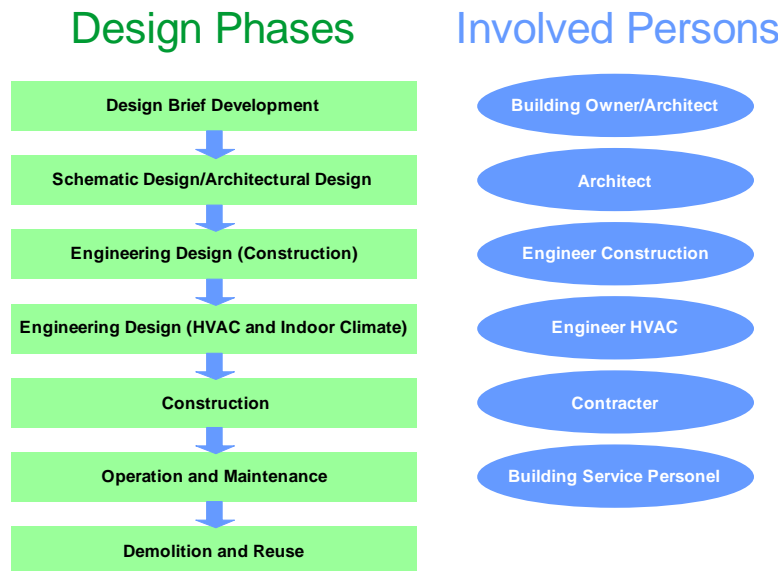 Design Phases
Involved Persons
Design Brief Development
Building Owner/Architect
Schematic Design/Architectural Design
Architect
Engineering Design (Construction)
Engineer Construction
Engineering Design (HVAC and Indoor Climate)
Engineer HVAC
Construction
Contracter
Operation and Maintenance
Building Service Personel
Demolition and Reuse